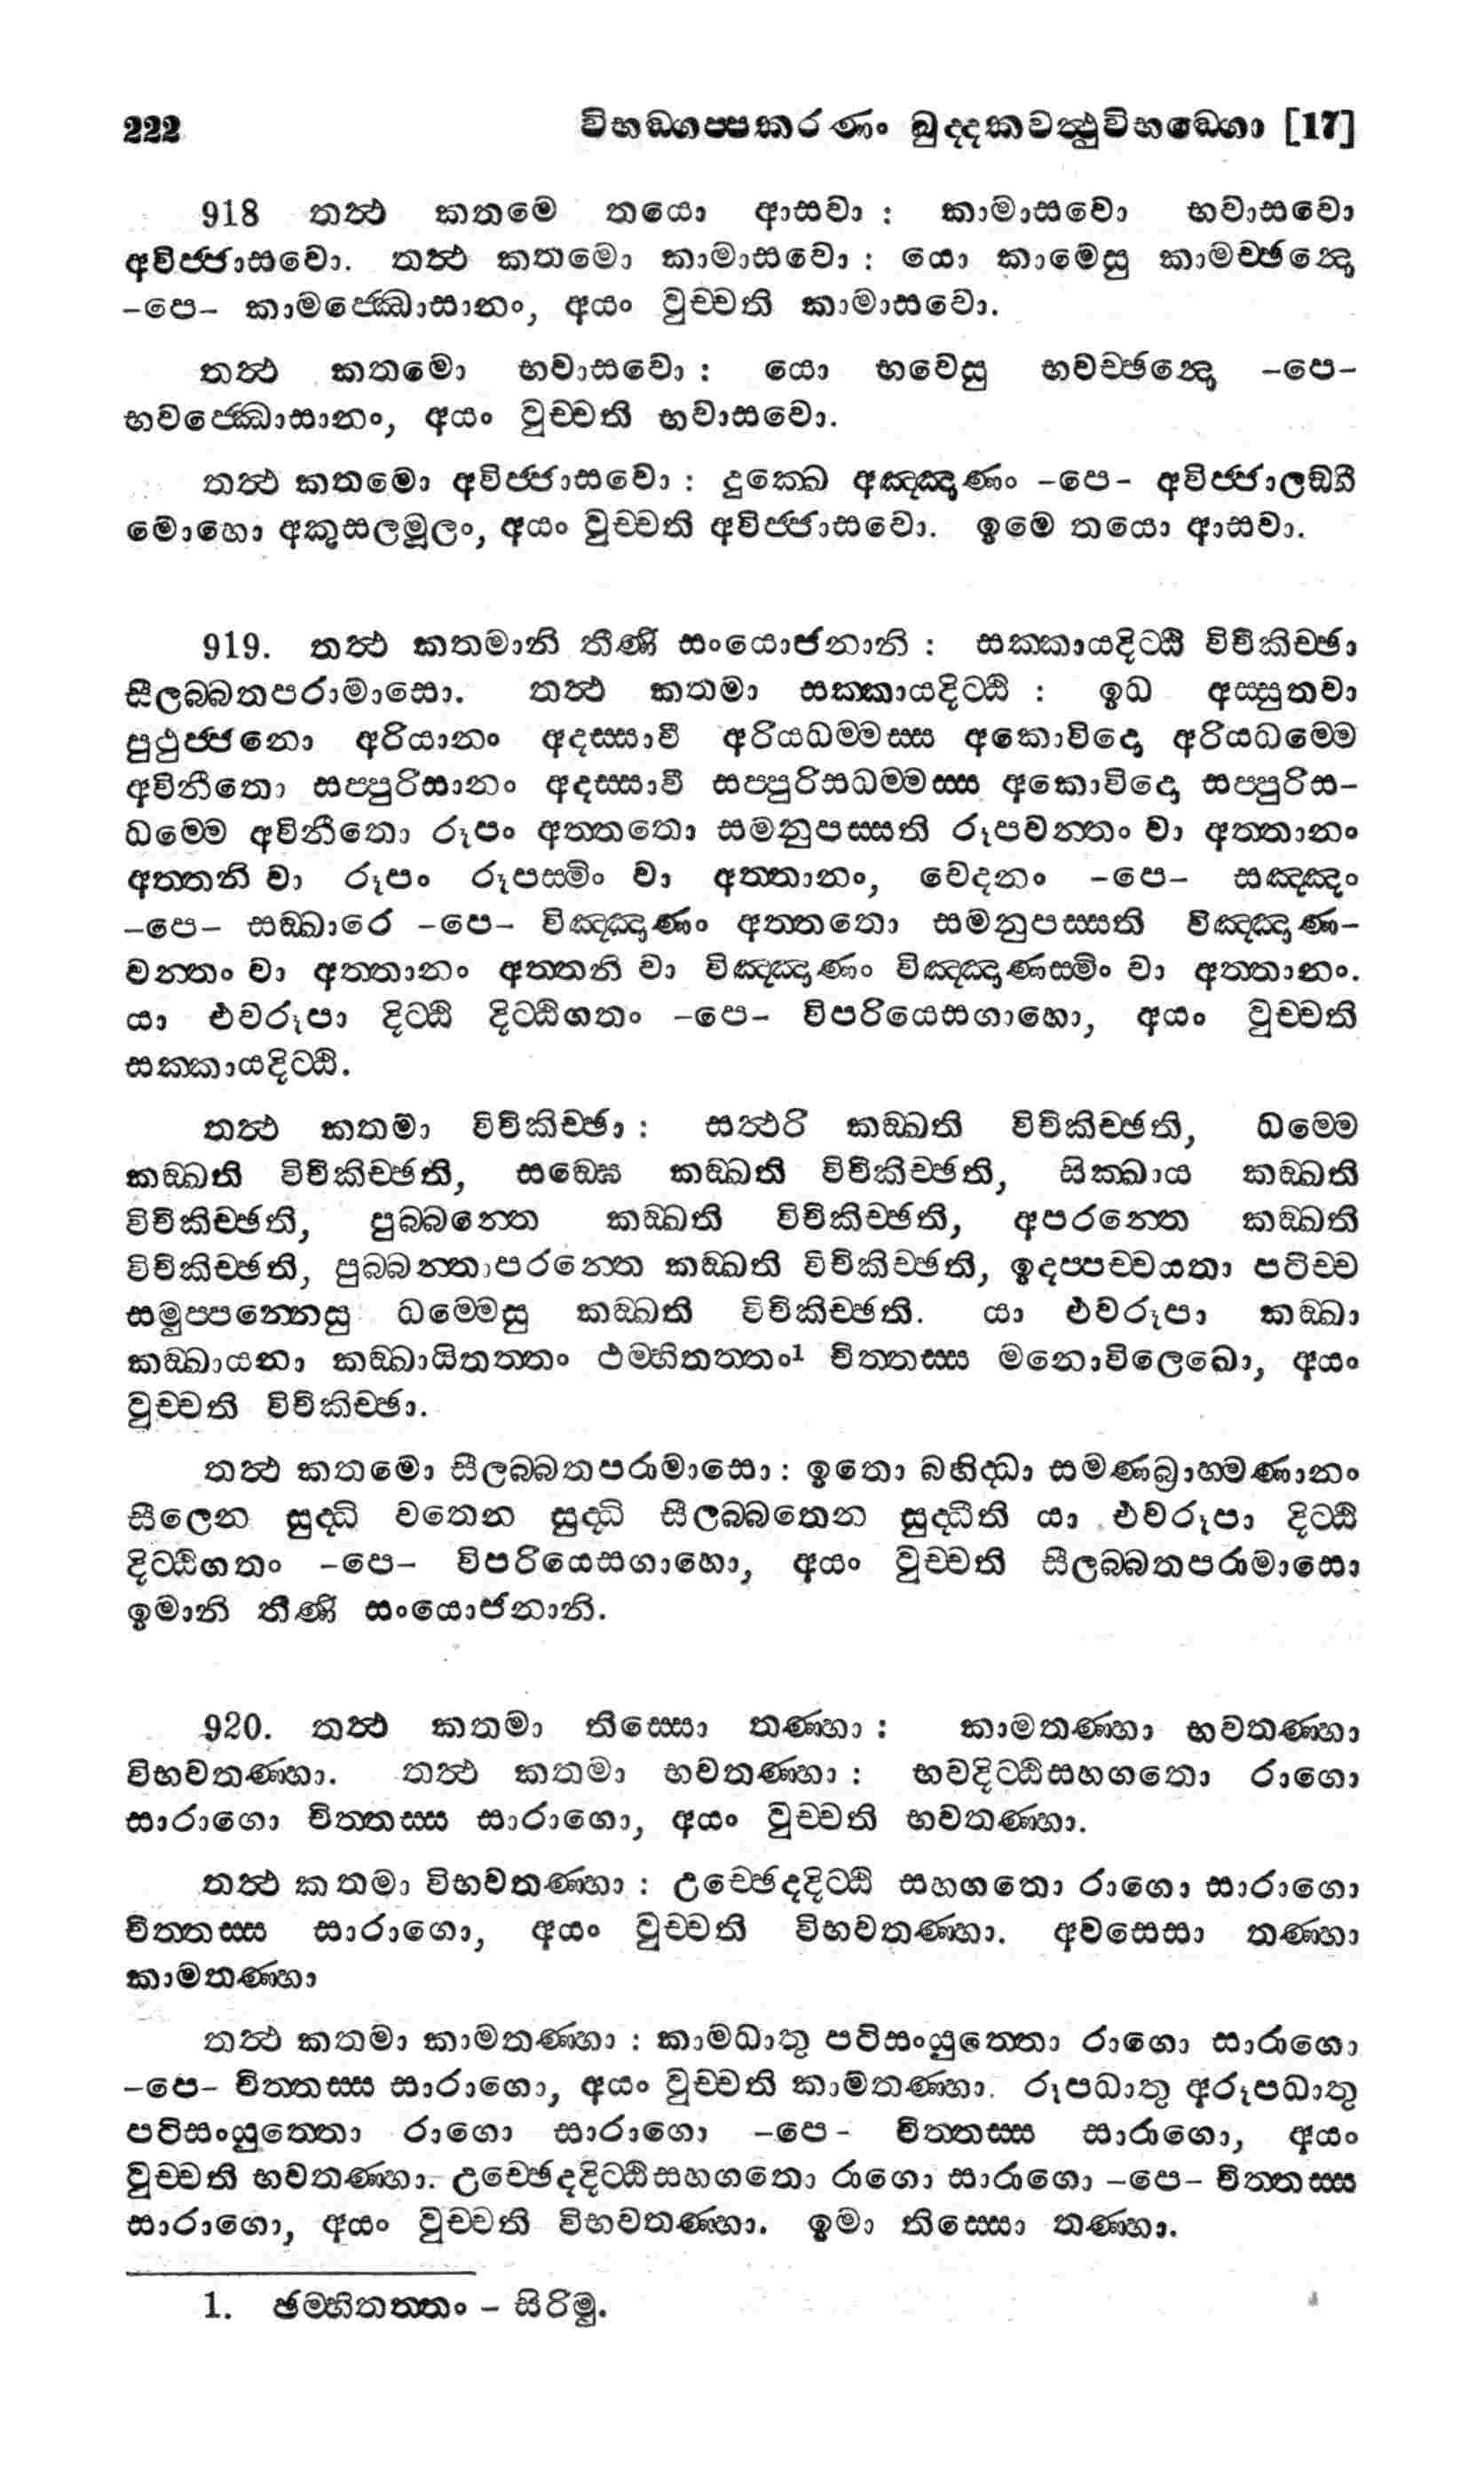 222 විභඞ්ගප්පකරණං ඛුද්දකවත්ථුවිභඞ්ගො [17]
918 තත්ථ කතමෙ තයො ආසවා : කාමාසවො භවාසවො
අවිජ්ජාසවො. තත්ථ කතමො කාමාසවො : යො කාමෙසු කාමච්ඡන්දො
-පෙ- කාමජ්ඣොසානං, අයං වුච්චති කාමාසවො.
තත්ථ කතමො භවාසවො : යො භවෙසු භවච්ඡන්දො -පෙ-
භවජ්ඣොසානං, අයං වුච්චති භවාසවො.
තත්ථ කතමො අවිජ්ජාසවො : දුක්ඛෙ අඤ්ඤාණං -පෙ- අවිජ්ජාලඞ්ගී
මොහො අකුසලමූලං, අයං වුච්චති අවිජ්ජාසවො. ඉමෙ තයො ආසවා.
919. තත්ථ කතමානි තීණි සංයොජනානි : සක්කායදිට්ඨි විචිකිච්ඡා
සීලබ්බතපරාමාසො. තත්ථ කතමා සක්කායදිට්ඨි : ඉධ අස්සුතවා
පුථුජ්ජනො අරියානං අදස්සාවී අරියධම්මස්ස අකොවිදො අරියධම්මෙ
අවිනීතො සප්පුරිසානං අදස්සාවී සප්පුරිසධම්මස්ස අකොවිදො සප්පුරිස-
ධම්මෙ අවිනීතො රූපං අත්තතො සමනුපස්සති රූපවන්තං වා අත්තානං
අත්තනි වා රූපං රූපස්මිං වා අත්තානං, වේදනං -පෙ- සඤ්ඤං
-පෙ- සඞ්ඛාරෙ -පෙ- විඤ්ඤාණං අත්තතො සමනුපස්සති විඤ්ඤාණ-
වන්තං වා අත්තානං අත්තනි වා විඤ්ඤාණං විඤ්ඤාණස්මිං වා අත්තානං.
යා එවරූපා දිට්ඨි දිට්ඨිගතං -පෙ- විපරියෙසගාහො, අයං වුච්චති
සක්කායදිට්ඨි.
තත්ථ කතමා විචිකිච්ඡා : සත්ථරි කඞ්ඛති විචිකිච්ඡති, ධම්මෙ
කඞ්ඛති විචිකිච්ඡති, සඞ්ඝෙ කඞ්ඛති විචිකිච්ඡති, සික්ඛාය කඞ්ඛති
විචිකිච්ඡති, පුබ්බන්තෙ කඞ්ඛති විචිකිච්ඡති, අපරන්තෙ කඞ්ඛති
විචිකිච්ඡති, පුබ්බන්තාපරන්තෙ කඞ්ඛති විචිකිච්ඡති, ඉදප්පච්චයතා පටිච්ච
සමුප්පන්නෙසු ධම්මෙසු කඞ්ඛති විචිකිච්ඡති. යා එවරූපා කඞ්ඛා
කඞ්ඛායනා කඞ්ඛායිතත්තං ඵම්භිතත්තං¹ චිත්තස්ස මනොවිලෙඛො, අයං
වුච්චති විචිකිච්ඡා.
තත්ථ කතමො සීලබ්බතපරාමාසො : ඉතො බහිද්ධා සමණබ්‍රාහ්මණානං
සීලෙන සුද්ධි වතෙන සුද්ධි සීලබ්බතෙන සුද්ධීති යා එවරූපා දිට්ඨි
දිට්ඨිගතං -පෙ- විපරියෙසගාහො, අයං වුච්චති සීලබ්බතපරාමාසො
ඉමානි තීණි සංයොජනානි.
920. තත්ථ කතමා තිස්සො තණ්හා : කාමතණ්හා භවතණ්හා
විභවතණ්හා. තත්ථ කතමා භවතණ්හා : භවදිට්ඨිසහගතො රාගො
සාරාගො චිත්තස්ස සාරාගො, අයං වුච්චති භවතණ්හා.
තත්ථ කතමා විභවතණ්හා : උච්ඡෙදදිට්ඨි සහගතො රාගො සාරාගො
චිත්තස්ස සාරාගො, අයං වුච්චති විභවතණ්හා. අවසෙසා තණ්හා
කාමතණ්හා
තත්ථ කතමා කාමතණ්හා : කාමධාතු පටිසංයුත්තො රාගො සාරාගො
-පෙ- චිත්තස්ස සාරාගො, අයං වුච්චති කාමතණ්හා. රූපධාතු අරූපධාතු
පටිසංයුත්තො රාගො සාරාගො -පෙ- චිත්තස්ස සාරාගො, අයං
වුච්චති භවතණ්හා. උච්ඡෙදදිට්ඨිසහගතො රාගො සාරාගො -පෙ- චිත්තස්ස
සාරාගො, අයං වුච්චති විභවතණ්හා. ඉමා තිස්සො තණ්හා.
1. ඡම්භිතත්තං - සිරිමු.